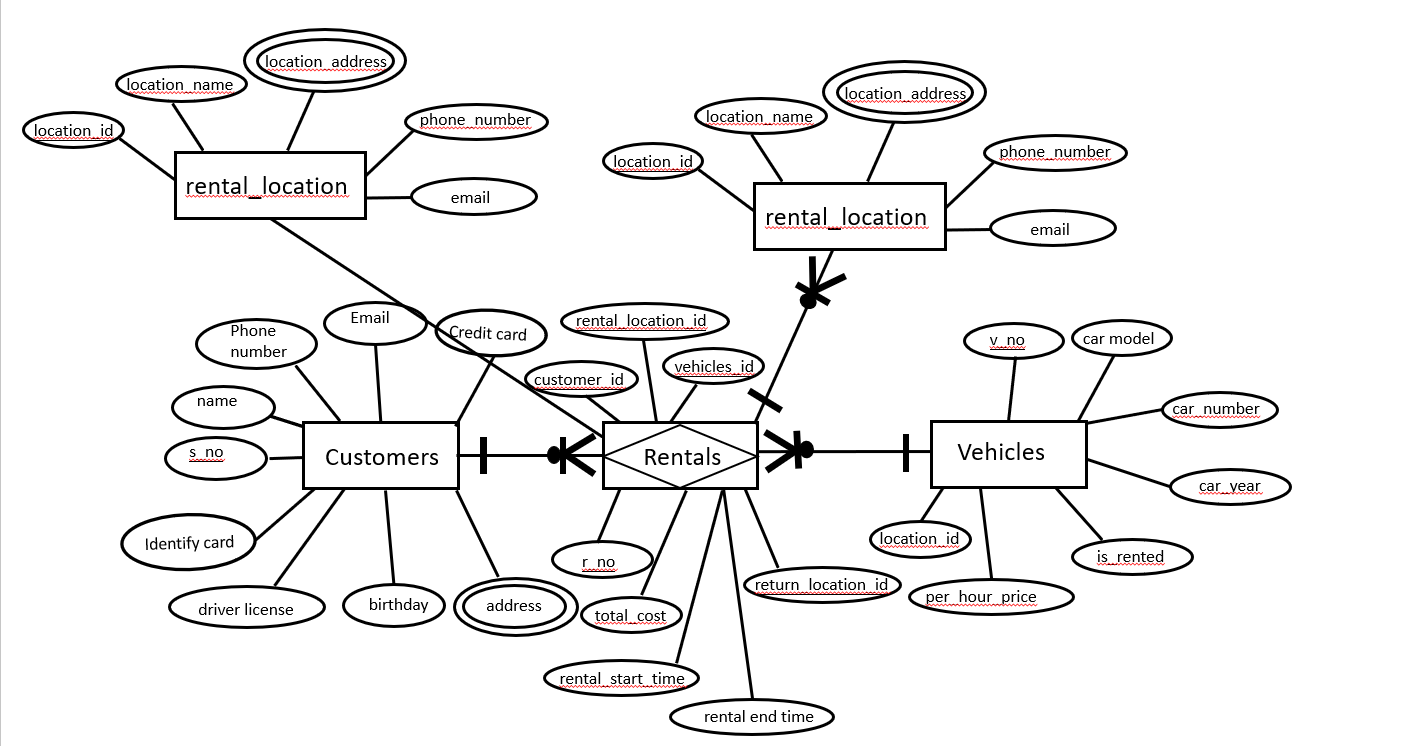 location_address
location_name
location_id
phone_number
rental_location
email
location_address
location_name
location_id
phone_number
rental_location
email
Phone
number
Email
Credit card
name
s_no
Customers
Identify card
driver license
birthday
address
rental_location_id
customer_id
vehicles_id
Rentals
r_no
total_cost
return_location_id
rental_start_time
rental end time
v_no
car model
car_number
Vehicles
car_year
location_id
is_rented
per_hour_price